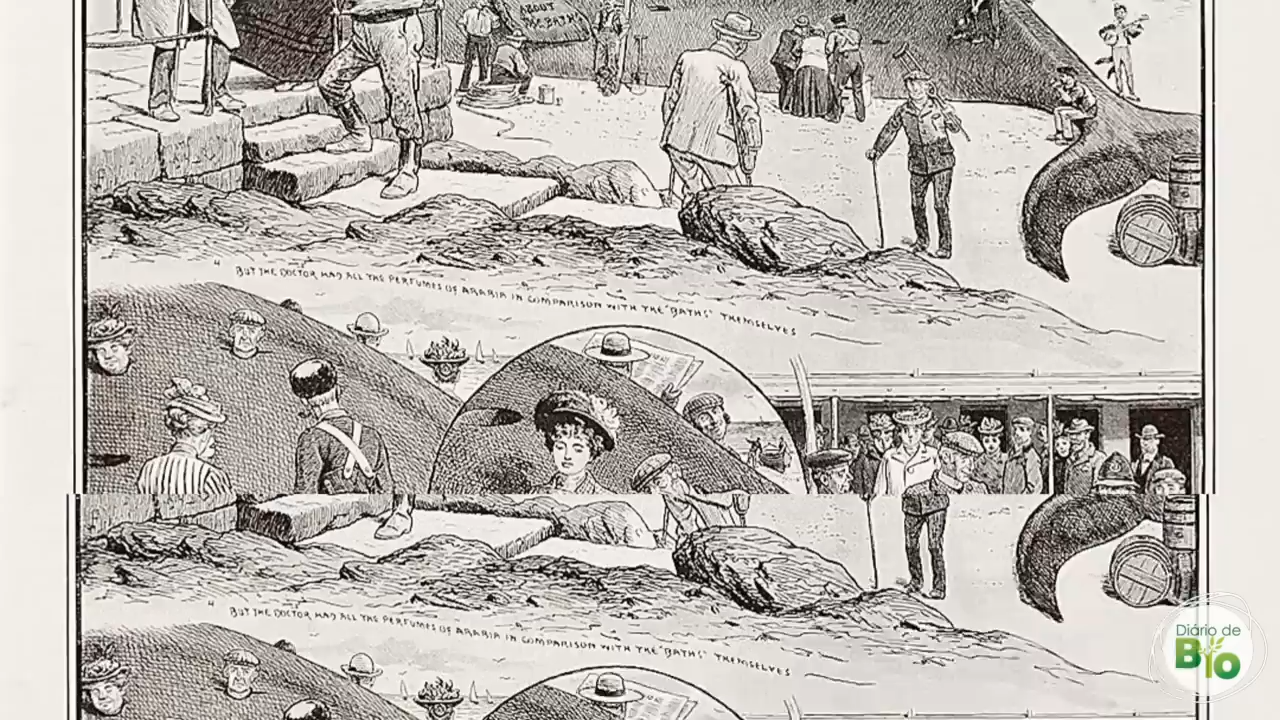 ABOUT
THE BATHS
" BUT THE DOCTOR HAD ALL THE PERFUMES OF ARABIA IN COMPARISON WITH THE "BATHS" THEMSELVES
" BUT THE DOCTOR HAD ALL THE PERFUMES OF ARABIA IN COMPARISON WITH THE "BATHS" THEMSELVES
Diário de
Bio